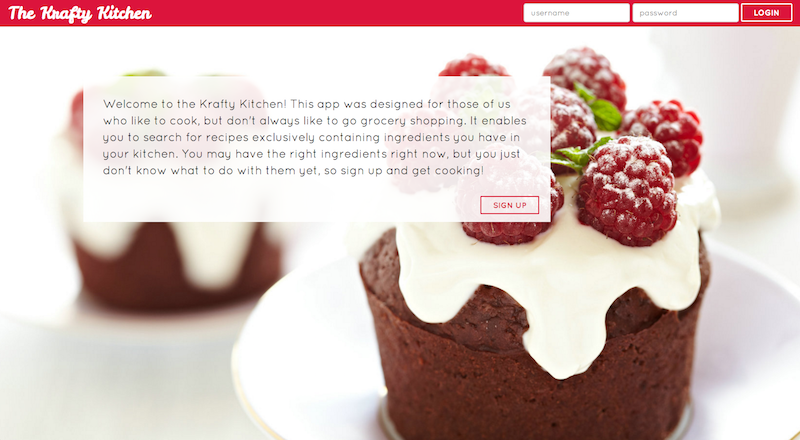 The Krafty Kitchen
username
password
LOGIN
Welcome to the Krafty Kitchen! This app was designed for those of us
who like to cook, but don't always like to go grocery shopping. It enables
you to search for recipes exclusively containing ingredients you have in
your kitchen. You may have the right ingredients right now, but you just
don't know what to do with them yet, so sign up and get cooking!
SIGN UP